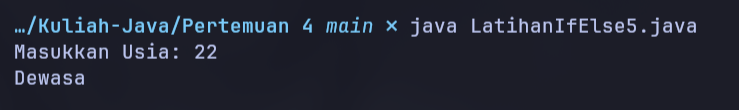 …/Kuliah-Java/Pertemuan 4 main × java LatihanIfElse5.java
Masukkan Usia: 22
Dewasa